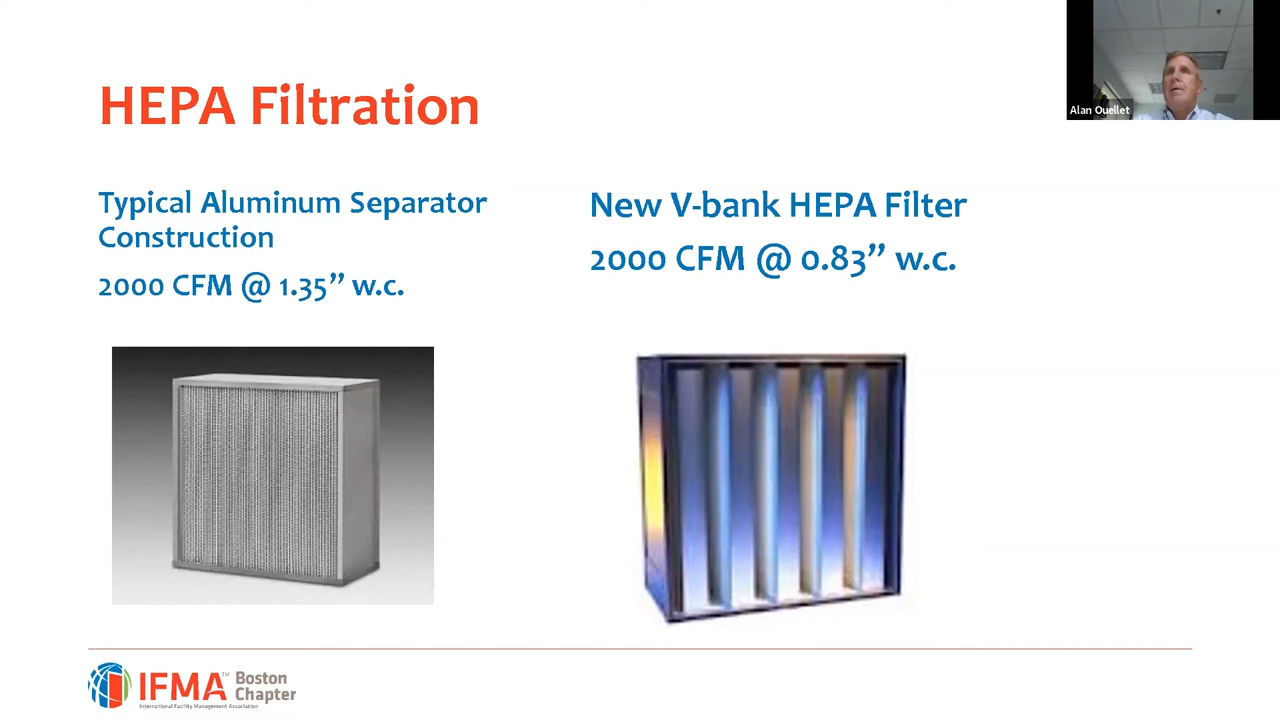 HEPA Filtration
Alan Ouellet
Typical Aluminum Separator
Construction
2000 CFM @ 1.35” w.c.
New V-bank HEPA Filter
2000 CFM @ 0.83” w.c.
IFMA™
Boston
Chapter
International Facility Management Association